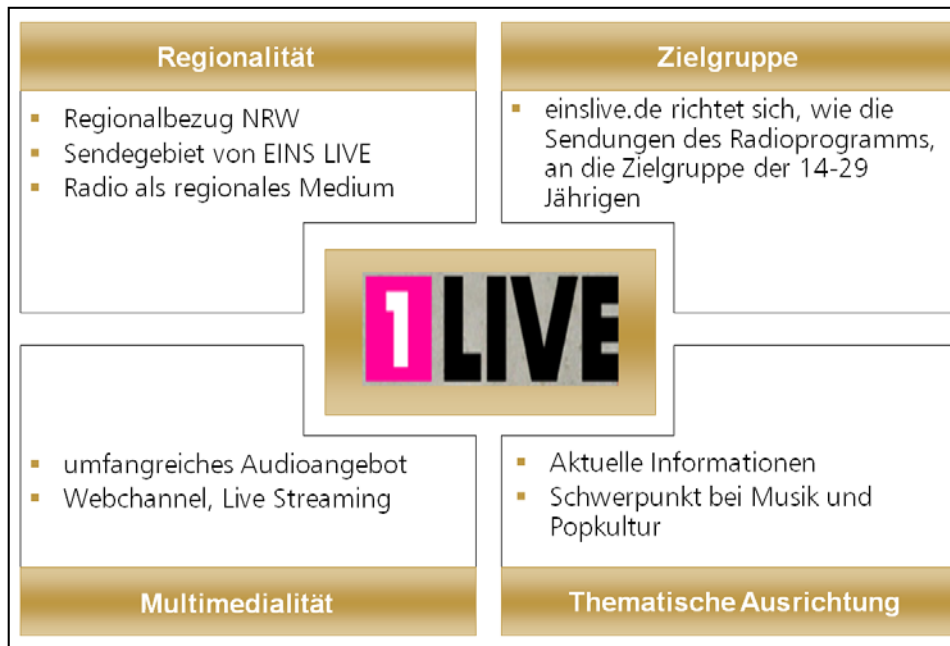 Regionalität
Regionalbezug NRW
Sendegebiet von EINS LIVE
Radio als regionales Medium
Zielgruppe
einslive.de richtet sich, wie die
Sendungen des Radioprogramms,
an die Zielgruppe der 14-29
Jährigen
1 LIVE
umfangreiches Audioangebot
Webchannel, Live Streaming
Multimedialität
Aktuelle Informationen
Schwerpunkt bei Musik und
Popkultur
Thematische Ausrichtung